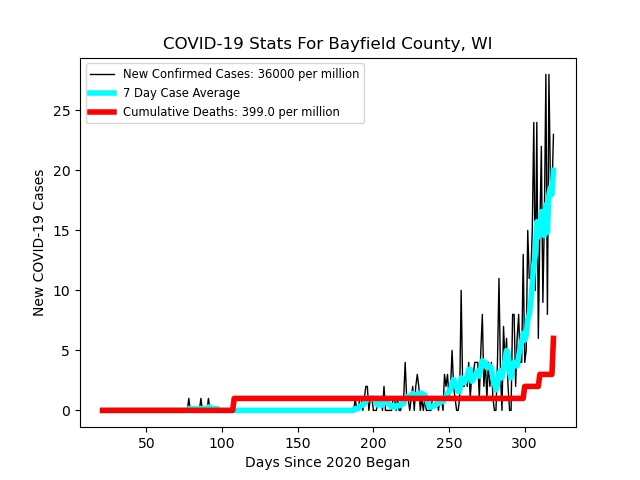 COVID-19 Stats For Bayfield County, WI
New Confirmed Cases: 36000 per million
7 Day Case Average
Cumulative Deaths: 399.0 per million
New COVID-19 Cases
25
20
15
10
5
0
50 100 150 200 250 300
Days Since 2020 Began